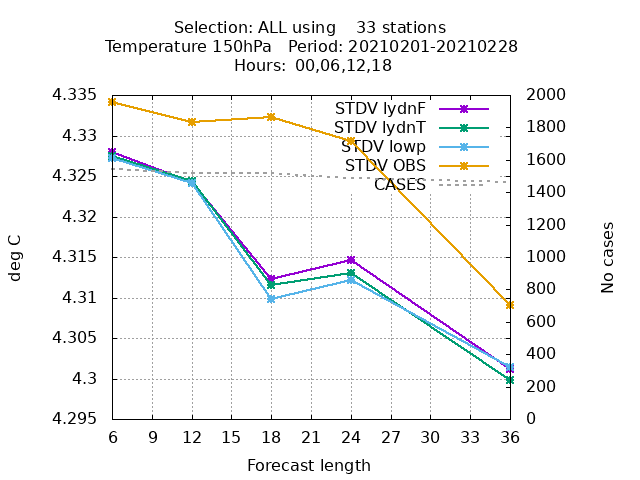 Selection: ALL using    33 stations
Temperature 150hPa   Period: 20210201-20210228
Hours: 00,06,12,18
STDV lydnF
STDV lydnT
STDV lowp
STDV OBS
CASES
4.335
4.33
4.325
4.32
4.315
4.31
4.305
4.3
4.295
deg C
2000
1800
1600
1400
1200
1000
800
600
400
200
0
No cases
6 9 12 15 18 21 24 27 30 33 36
Forecast length